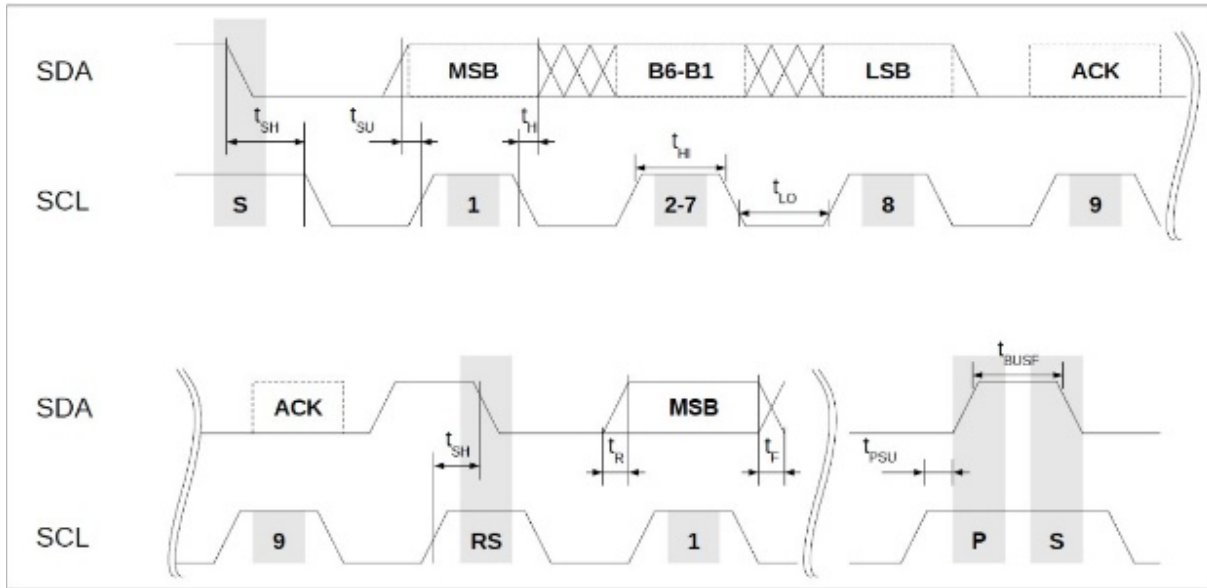 SDA MSB B6-B1 LSB ACK
tSH tSU tH tHI tLO
SCL S 1 2-7 8 9
tBUSF
SDA ACK MSB
tSH tR tF tPSU
SCL 9 RS 1 P S